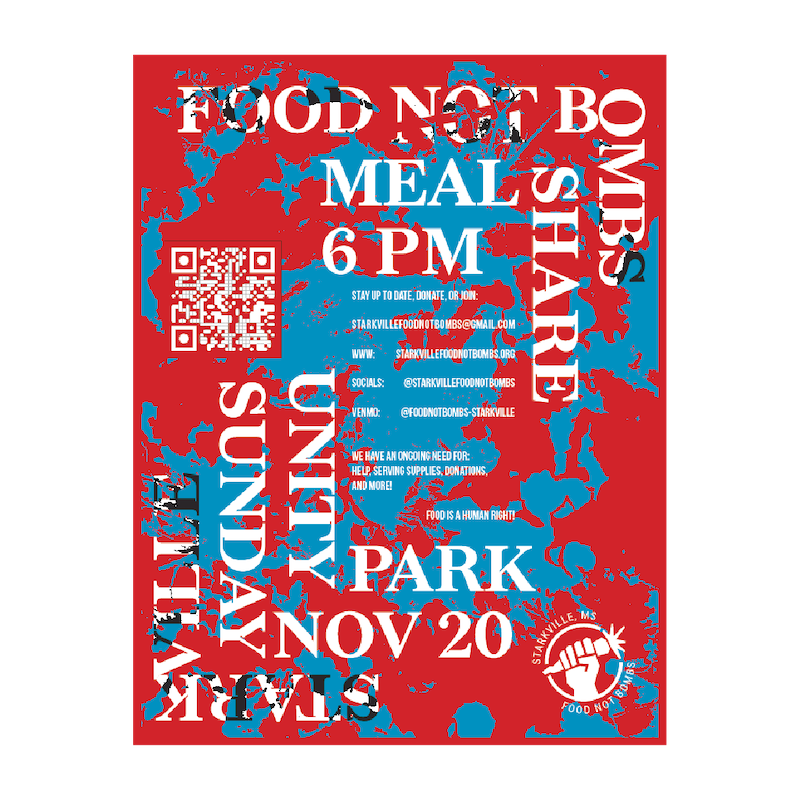 FOOD NOT BOMBS
MEAL SHARE
6 PM
STAY UP TO DATE, DONATE, OR JOIN:
STARKVILLEFOODNOTBOMBS@GMAIL.COM
WWW: STARKVILLEFOODNOTBOMBS.ORG
SOCIALS: @STARKVILLEFOODNOTBOMBS
VENMO: @FOODNOTBOMBS-STARKVILLE
WE HAVE AN ONGOING NEED FOR:
HELP, SERVING SUPPLIES, DONATIONS,
AND MORE!
FOOD IS A HUMAN RIGHT!
UNITY PARK
SUNDAY NOV 20
STARKVILLE
STARKVILLE, MS
FOOD NOT BOMBS